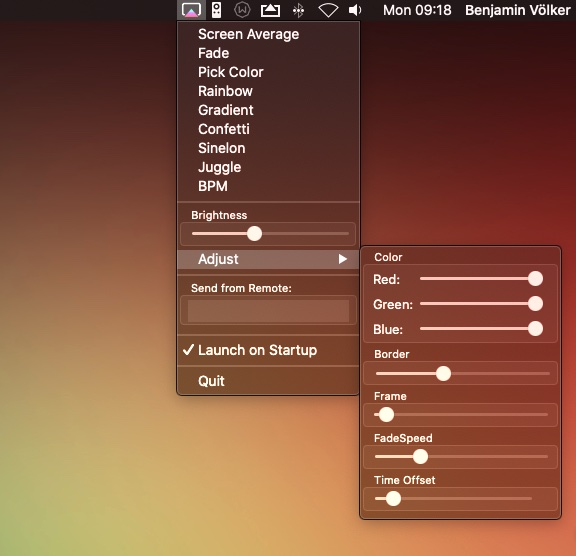 Mon 09:18 Benjamin Völker
Screen Average
Fade
Pick Color
Rainbow
Gradient
Confetti
Sinelon
Juggle
BPM
Brightness
Adjust
Send from Remote:
Launch on Startup
Quit
Color
Red:
Green:
Blue:
Border
Frame
FadeSpeed
Time Offset